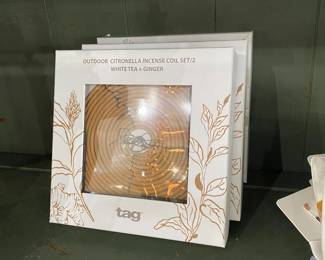 OUTDOOR CITRONELLA INCENSE COIL SET/2
WHITE TEA + GINGER
tag